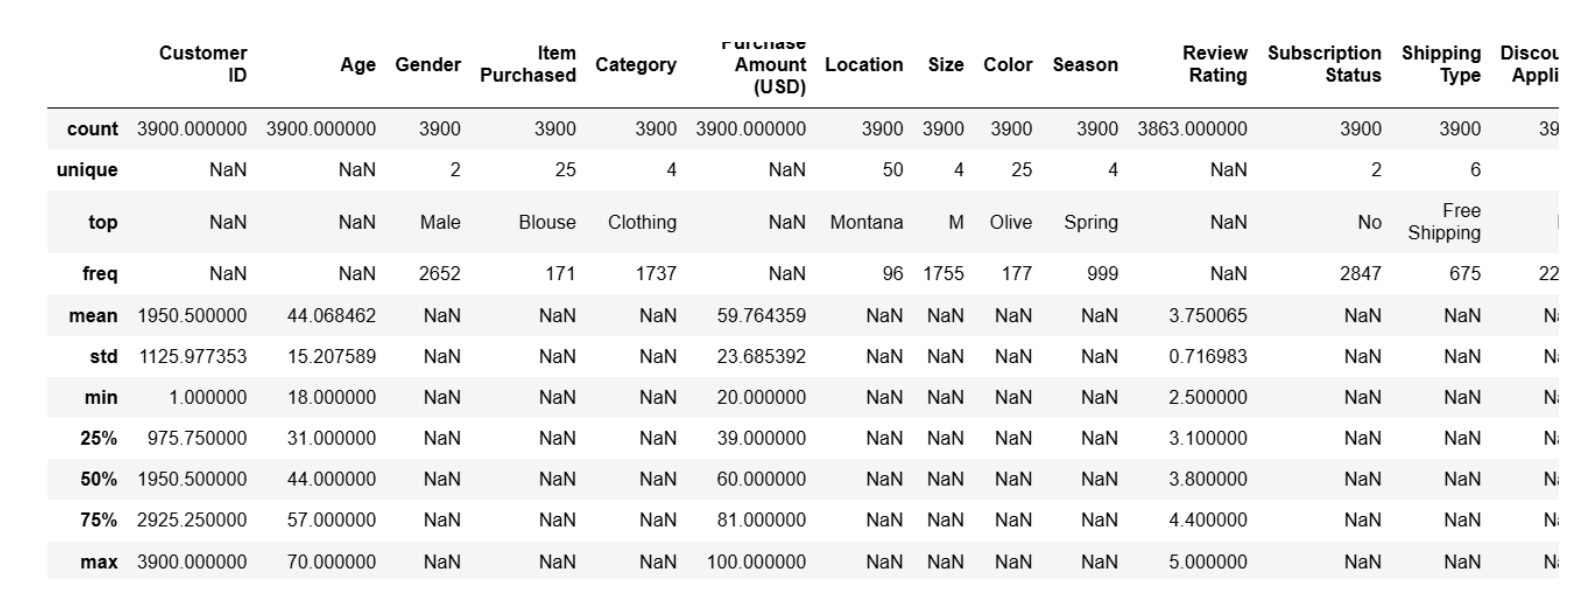 Customer ID Age Gender Item Purchased Category Purchase Amount (USD) Location Size Color Season Review Rating Subscription Status Shipping Type
count 3900.000000 3900.000000 3900 3900 3900 3900.000000 3900 3900 3900 3900 3863.000000 3900 3900 39
unique NaN NaN 2 25 4 NaN 50 4 25 4 NaN 2 6
top NaN NaN Male Blouse Clothing NaN Montana M Olive Spring NaN No Free Shipping
freq NaN NaN 2652 171 1737 NaN 96 1755 177 999 NaN 2847 675 22
mean 1950.500000 44.068462 NaN NaN NaN 59.764359 NaN NaN NaN NaN 3.750065 NaN NaN
std 1125.977353 15.207589 NaN NaN NaN 23.685392 NaN NaN NaN NaN 0.716983 NaN NaN
min 1.000000 18.000000 NaN NaN NaN 20.000000 NaN NaN NaN NaN 2.500000 NaN NaN
25% 975.750000 31.000000 NaN NaN NaN 39.000000 NaN NaN NaN NaN 3.100000 NaN NaN
50% 1950.500000 44.000000 NaN NaN NaN 60.000000 NaN NaN NaN NaN 3.800000 NaN NaN
75% 2925.250000 57.000000 NaN NaN NaN 81.000000 NaN NaN NaN NaN 4.400000 NaN NaN
max 3900.000000 70.000000 NaN NaN NaN 100.000000 NaN NaN NaN NaN 5.000000 NaN NaN